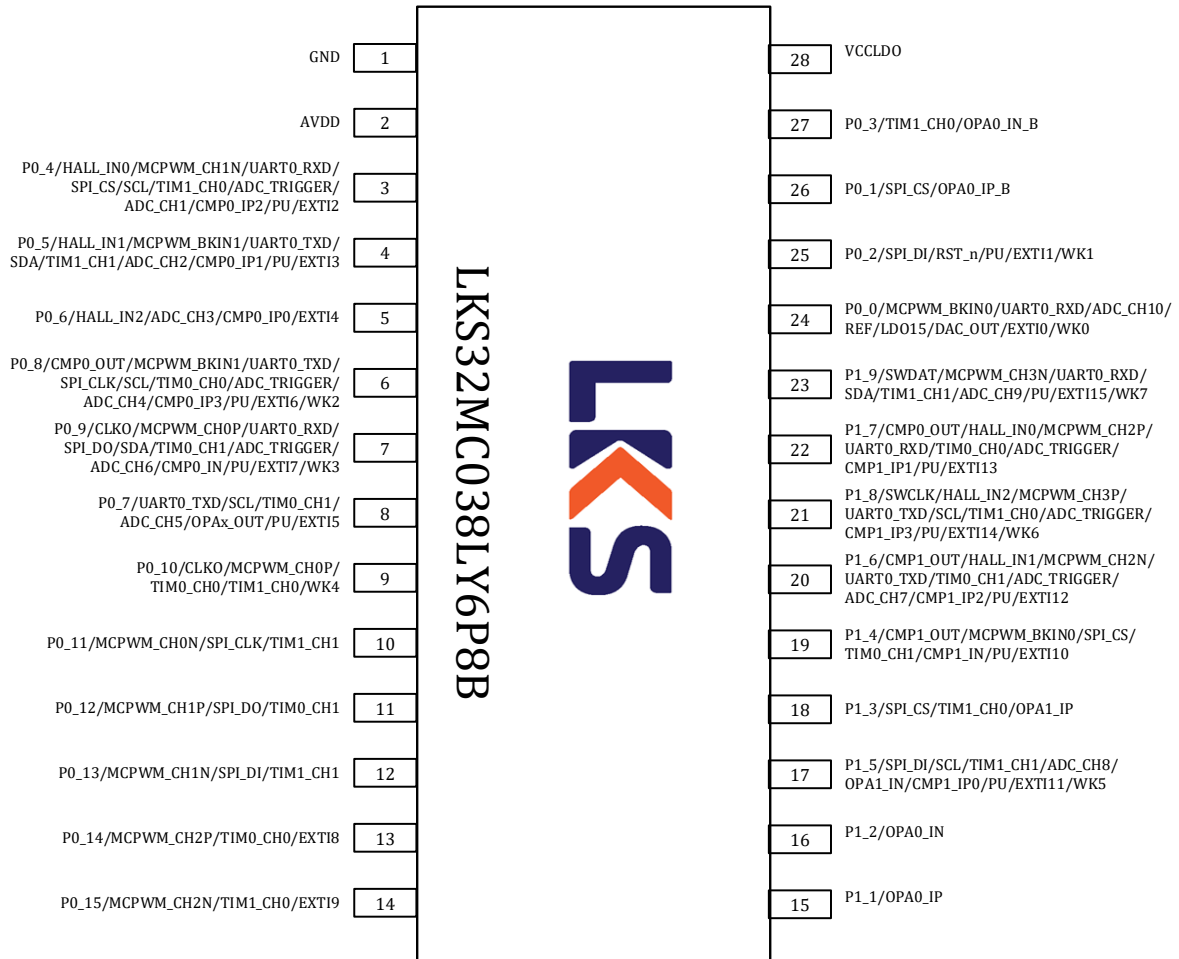 GND
1
AVDD
2
P0_4/HALL_IN0/MCPWM_CH1N/UART0_RXD/
SPI_CS/SCL/TIM1_CH0/ADC_TRIGGER/
ADC_CH1/CMP0_IP2/PU/EXTI2
3
P0_5/HALL_IN1/MCPWM_BKIN1/UART0_TXD/
SDA/TIM1_CH1/ADC_CH2/CMP0_IP1/PU/EXTI3
4
P0_6/HALL_IN2/ADC_CH3/CMP0_IP0/EXTI4
5
P0_8/CMP0_OUT/MCPWM_BKIN1/UART0_TXD/
SPI_CLK/SCL/TIM0_CH0/ADC_TRIGGER/
ADC_CH4/CMP0_IP3/PU/EXTI6/WK2
6
P0_9/CLKO/MCPWM_CH0P/UART0_RXD/
SPI_DO/SDA/TIM0_CH1/ADC_TRIGGER/
ADC_CH6/CMP0_IN/PU/EXTI7/WK3
7
P0_7/UART0_TXD/SCL/TIM0_CH1/
ADC_CH5/OPAx_OUT/PU/EXTI5
8
P0_10/CLKO/MCPWM_CH0P/
TIM0_CH0/TIM1_CH0/WK4
9
P0_11/MCPWM_CH0N/SPI_CLK/TIM1_CH1
10
P0_12/MCPWM_CH1P/SPI_DO/TIM0_CH1
11
P0_13/MCPWM_CH1N/SPI_DI/TIM1_CH1
12
P0_14/MCPWM_CH2P/TIM0_CH0/EXTI8
13
P0_15/MCPWM_CH2N/TIM1_CH0/EXTI9
14
LKS32MC038LY6P8B
LKS
28
VCCLDO
27
P0_3/TIM1_CH0/OPA0_IN_B
26
P0_1/SPI_CS/OPA0_IP_B
25
P0_2/SPI_DI/RST_n/PU/EXTI1/WK1
24
P0_0/MCPWM_BKIN0/UART0_RXD/ADC_CH10/
REF/LDO15/DAC_OUT/EXTI0/WK0
23
P1_9/SWDAT/MCPWM_CH3N/UART0_RXD/
SDA/TIM1_CH1/ADC_CH9/PU/EXTI15/WK7
22
P1_7/CMP0_OUT/HALL_IN0/MCPWM_CH2P/
UART0_RXD/TIM0_CH0/ADC_TRIGGER/
CMP1_IP1/PU/EXTI13
21
P1_8/SWCLK/HALL_IN2/MCPWM_CH3P/
UART0_TXD/SCL/TIM1_CH0/ADC_TRIGGER/
CMP1_IP3/PU/EXTI14/WK6
20
P1_6/CMP1_OUT/HALL_IN1/MCPWM_CH2N/
UART0_TXD/TIM0_CH1/ADC_TRIGGER/
ADC_CH7/CMP1_IP2/PU/EXTI12
19
P1_4/CMP1_OUT/MCPWM_BKIN0/SPI_CS/
TIM0_CH1/CMP1_IN/PU/EXTI10
18
P1_3/SPI_CS/TIM1_CH0/OPA1_IP
17
P1_5/SPI_DI/SCL/TIM1_CH1/ADC_CH8/
OPA1_IN/CMP1_IP0/PU/EXTI11/WK5
16
P1_2/OPA0_IN
15
P1_1/OPA0_IP